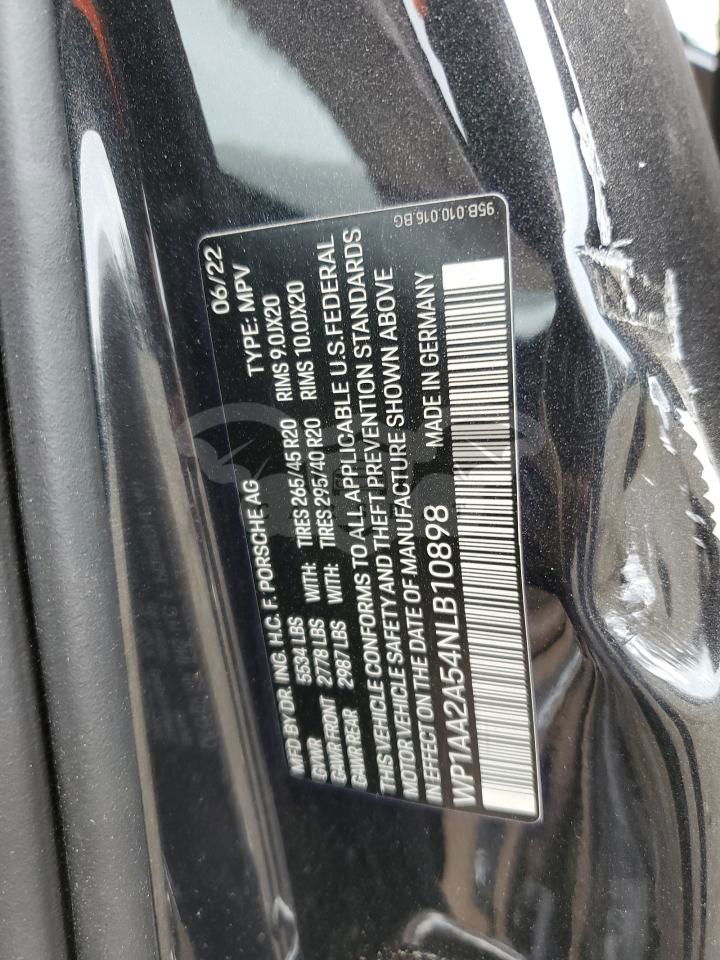 MFD BY DR. ING. H.C. F. PORSCHE AG 06/22
GVWR 5534 LBS TYPE: MPV
GAWR FRONT 2778 LBS WITH: TIRES 265/45 R20 RIMS 9.0JX20
GAWR REAR 2987 LBS WITH: TIRES 295/40 R20 RIMS 10.0JX20
THIS VEHICLE CONFORMS TO ALL APPLICABLE U.S. FEDERAL
MOTOR VEHICLE SAFETY AND THEFT PREVENTION STANDARDS
IN EFFECT ON THE DATE OF MANUFACTURE SHOWN ABOVE
WP1AA2A54NLB10898 MADE IN GERMANY
95B.010.016.BG